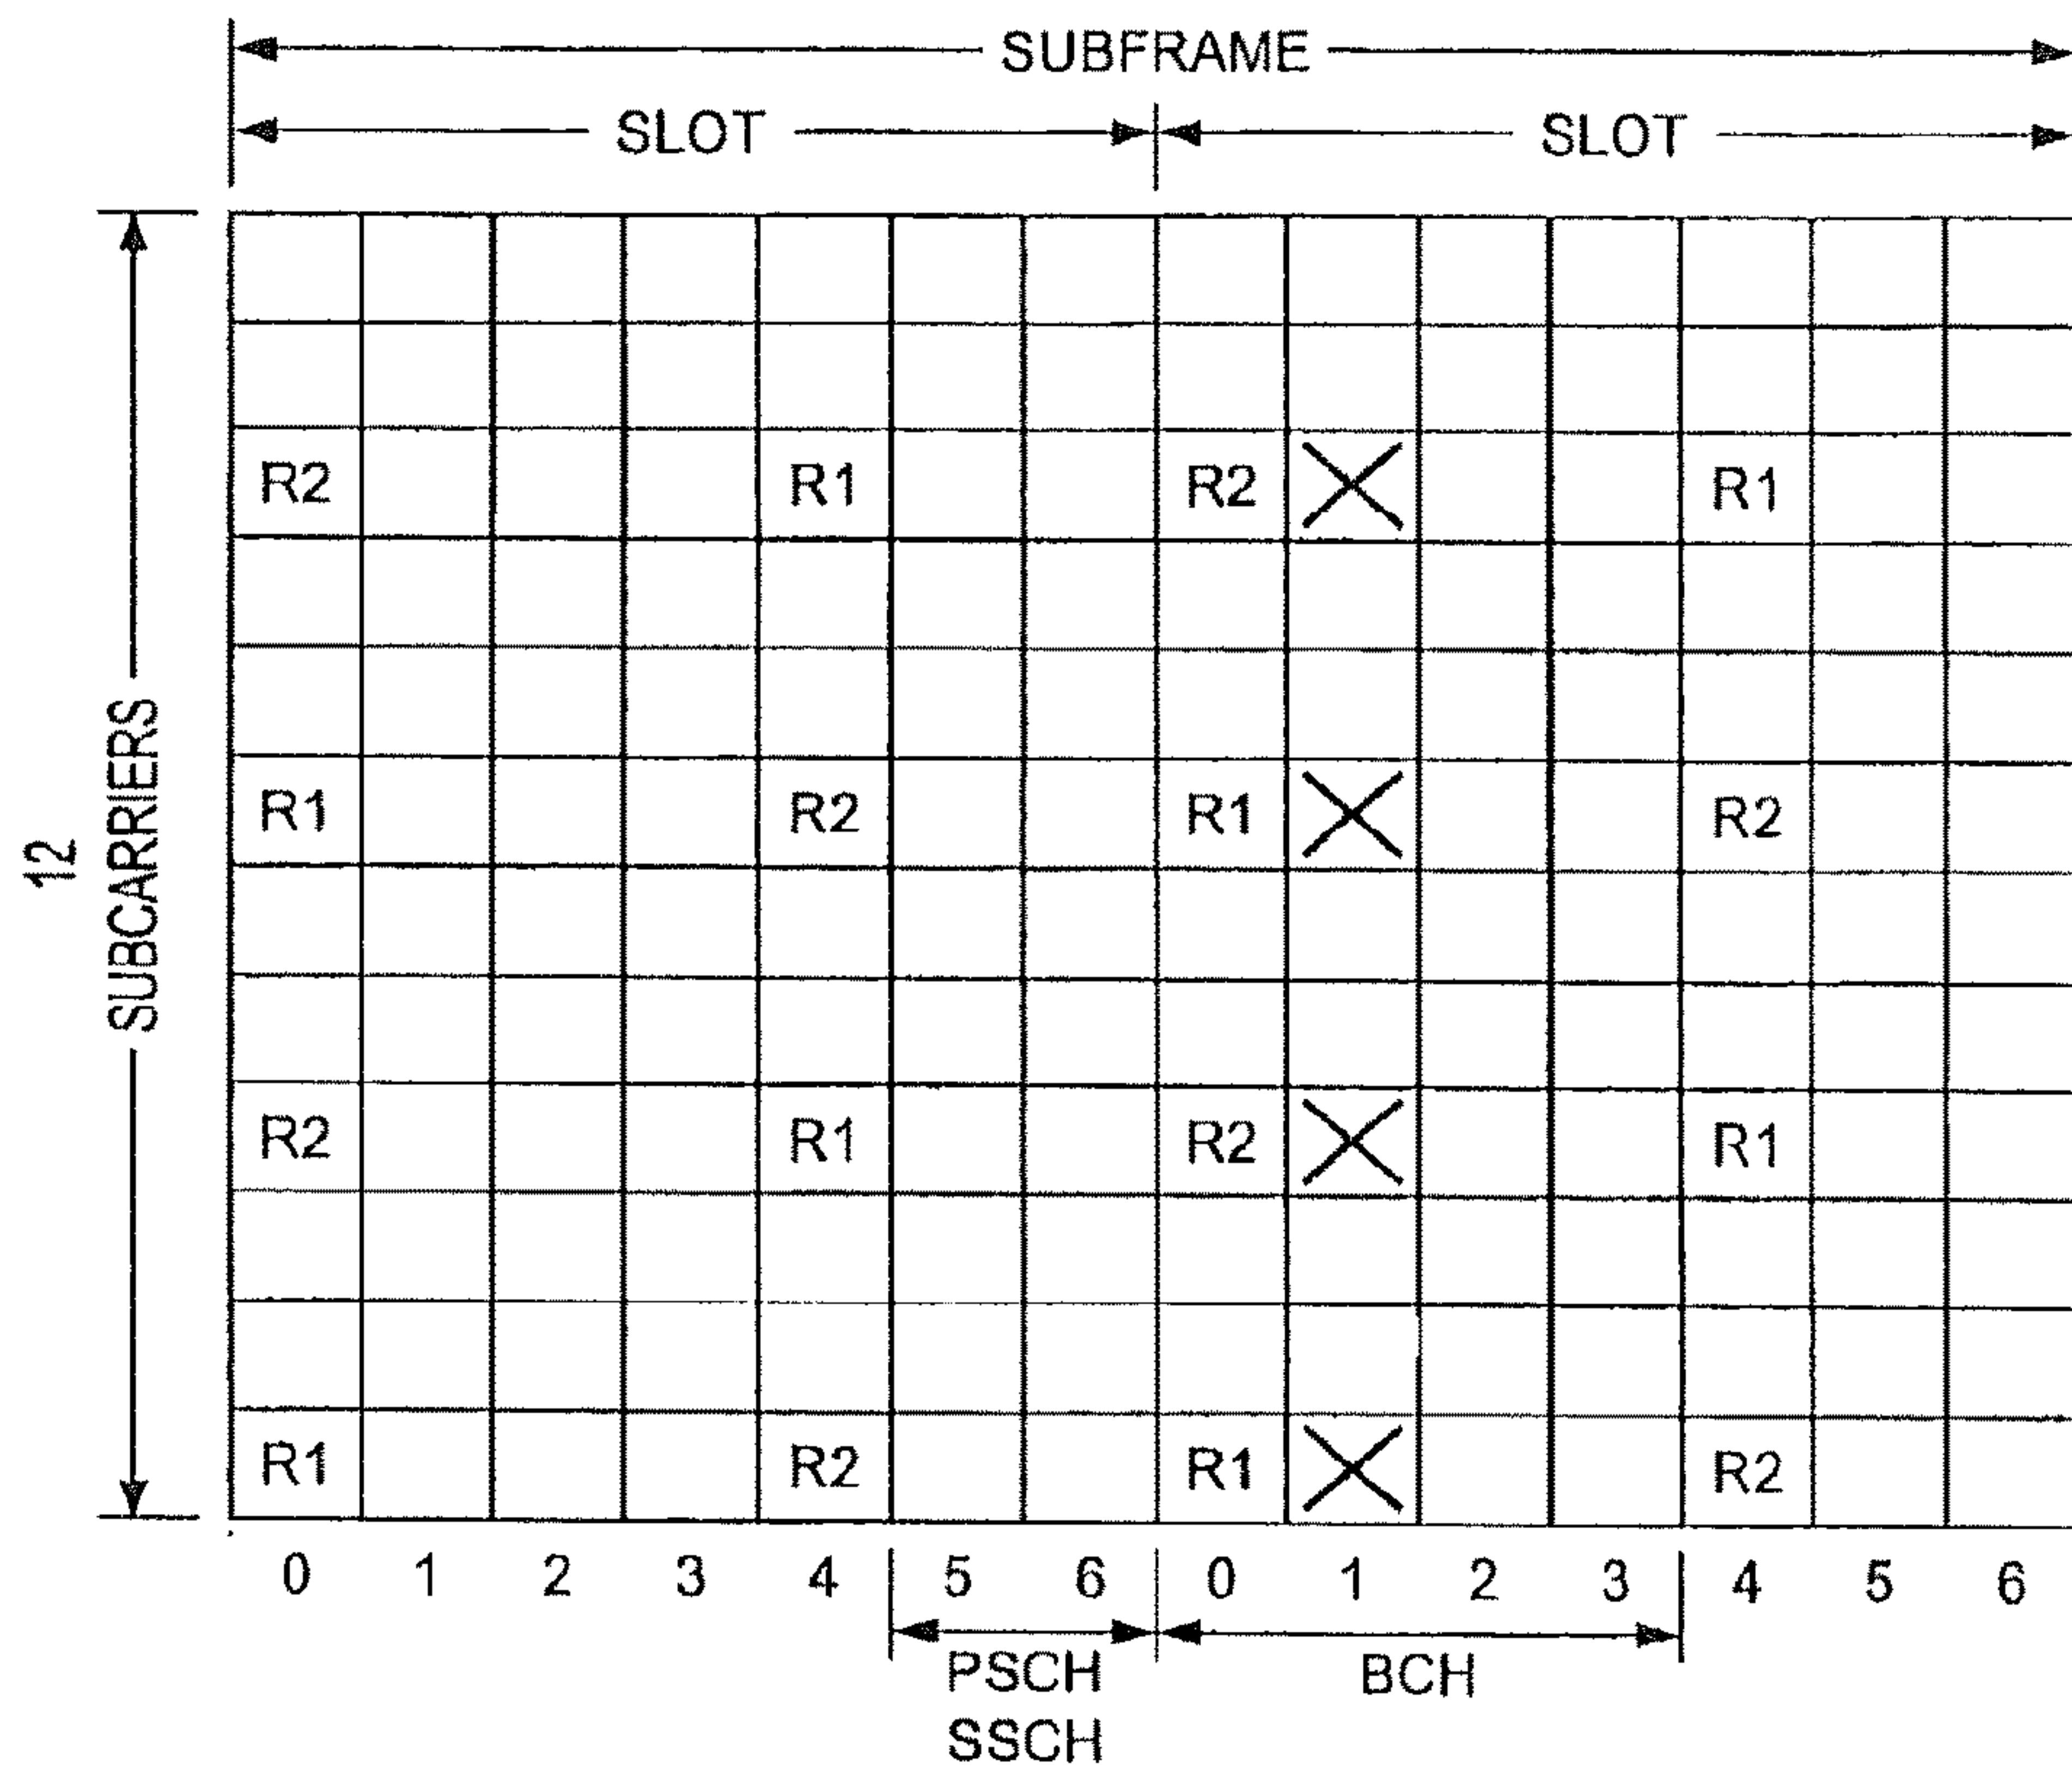 SUBFRAME
SLOT SLOT
12
SUBCARRIERS
R2 R1 R2 R1
R1 R2 R1 R2
R2 R1 R2 R1
R1 R2 R1 R2
0 1 2 3 4 5 6 0 1 2 3 4 5 6
PSCH BCH
SSCH